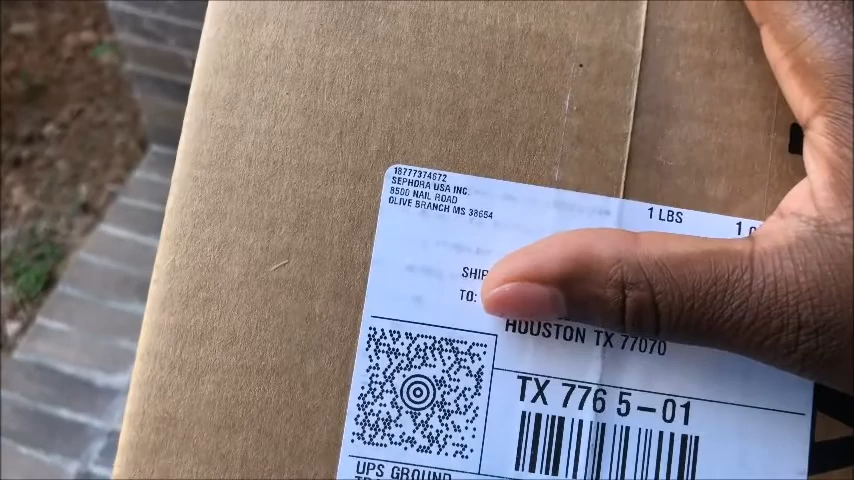 18777374672
SEPHORA USA INC.
8500 NAIL ROAD
OLIVE BRANCH MS 38654
1 LBS
1
SHIP
TO:
HOUSTON TX 77070
TX 776 5-01
UPS GROUND